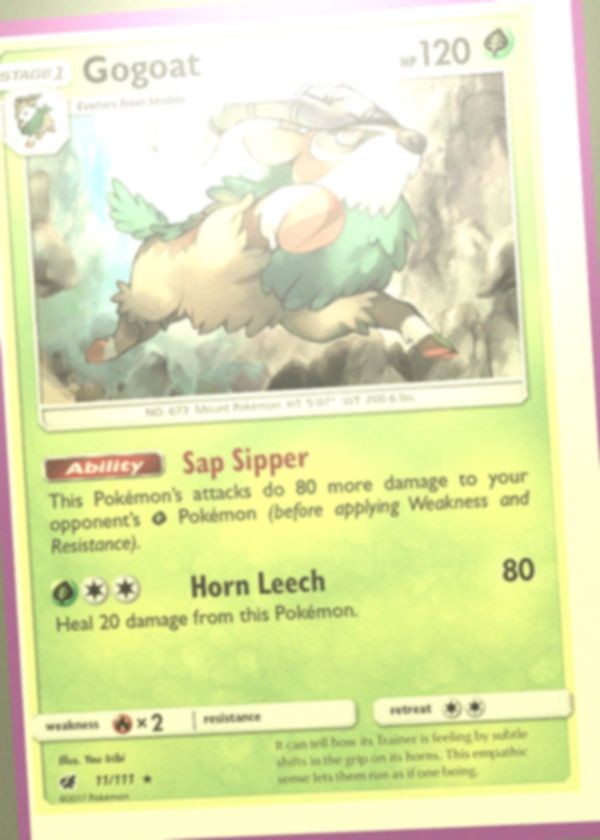 STAGE 1 Gogoat HP 120
Evolves from Skiddo
NO. 673 Mount Pokémon HT: 5'07" WT: 200.6 lbs.
Ability Sap Sipper
This Pokémon's attacks do 80 more damage to your
opponent's Pokémon (before applying Weakness and
Resistance).
Horn Leech 80
Heal 20 damage from this Pokémon.
weakness ×2 resistance retreat
Illus. You Iribi
11/111 ★
©2017 Pokémon
It can tell how its Trainer is feeling by subtle
shifts in the grip on its horns. This empathic
sense lets them run as if one being.